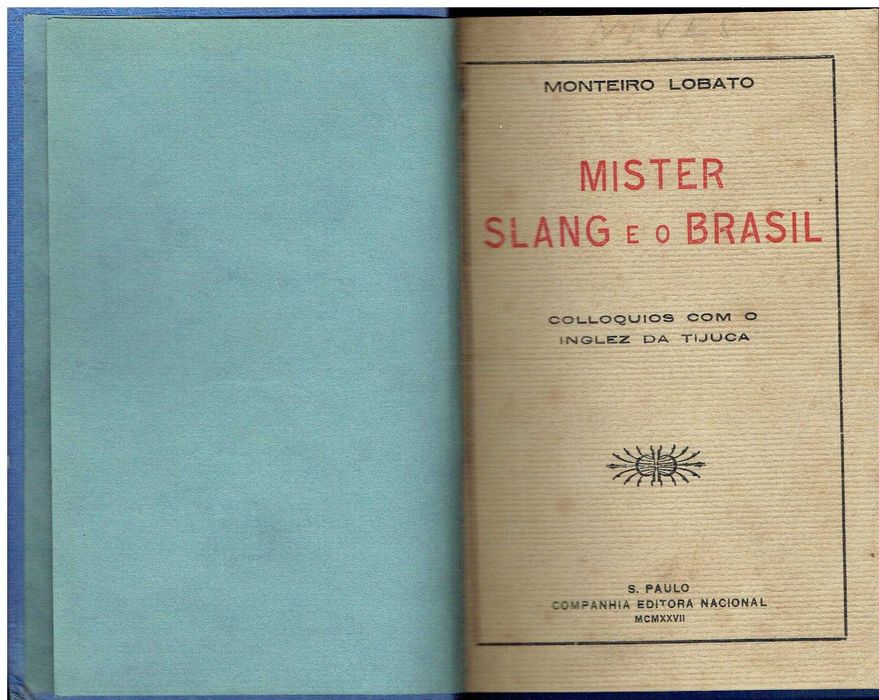 MONTEIRO LOBATO
MISTER
SLANG E O BRASIL
COLLOQUIOS COM O
INGLEZ DA TIJUCA
S. PAULO
COMPANHIA EDITORA NACIONAL
MCMXXVII